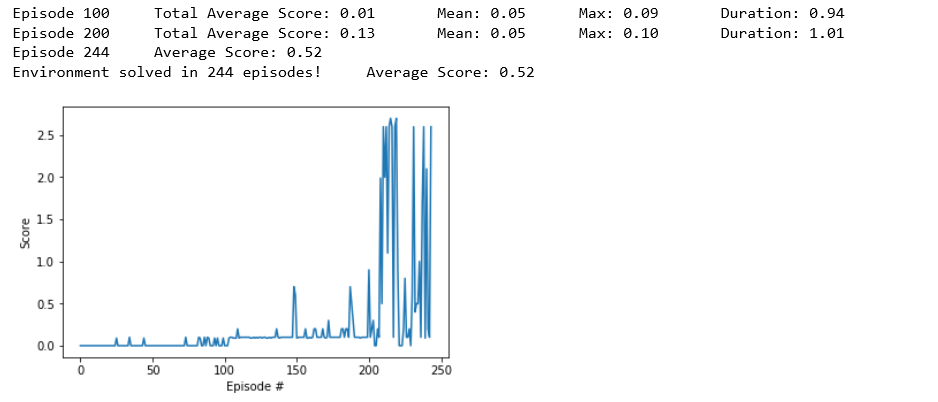 Episode 100 Total Average Score: 0.01 Mean: 0.05 Max: 0.09 Duration: 0.94
Episode 200 Total Average Score: 0.13 Mean: 0.05 Max: 0.10 Duration: 1.01
Episode 244 Average Score: 0.52
Environment solved in 244 episodes! Average Score: 0.52
2.5
2.0
1.5
1.0
0.5
0.0
Score
0 50 100 150 200 250
Episode #